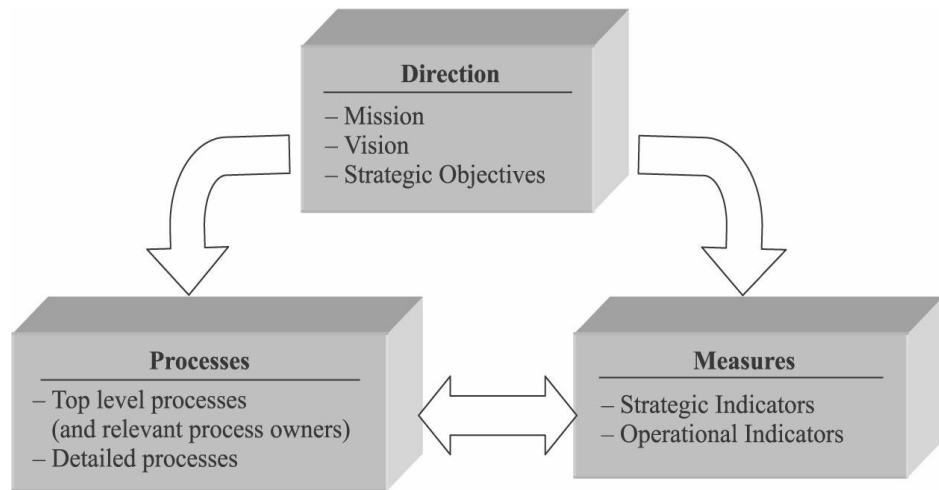 Direction
– Mission
– Vision
– Strategic Objectives
Processes
– Top level processes
(and relevant process owners)
– Detailed processes
Measures
– Strategic Indicators
– Operational Indicators